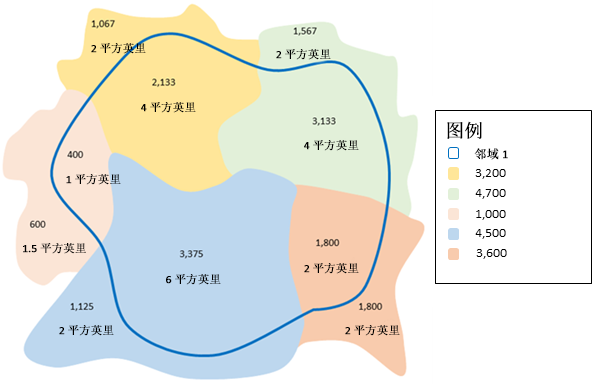 1,067
2 平方英里
1,567
2 平方英里
2,133
4 平方英里
3,133
4 平方英里
400
1 平方英里
600
1.5 平方英里
3,375
6 平方英里
1,800
2 平方英里
1,125
2 平方英里
1,800
2 平方英里
图例
邻域 1
3,200
4,700
1,000
4,500
3,600